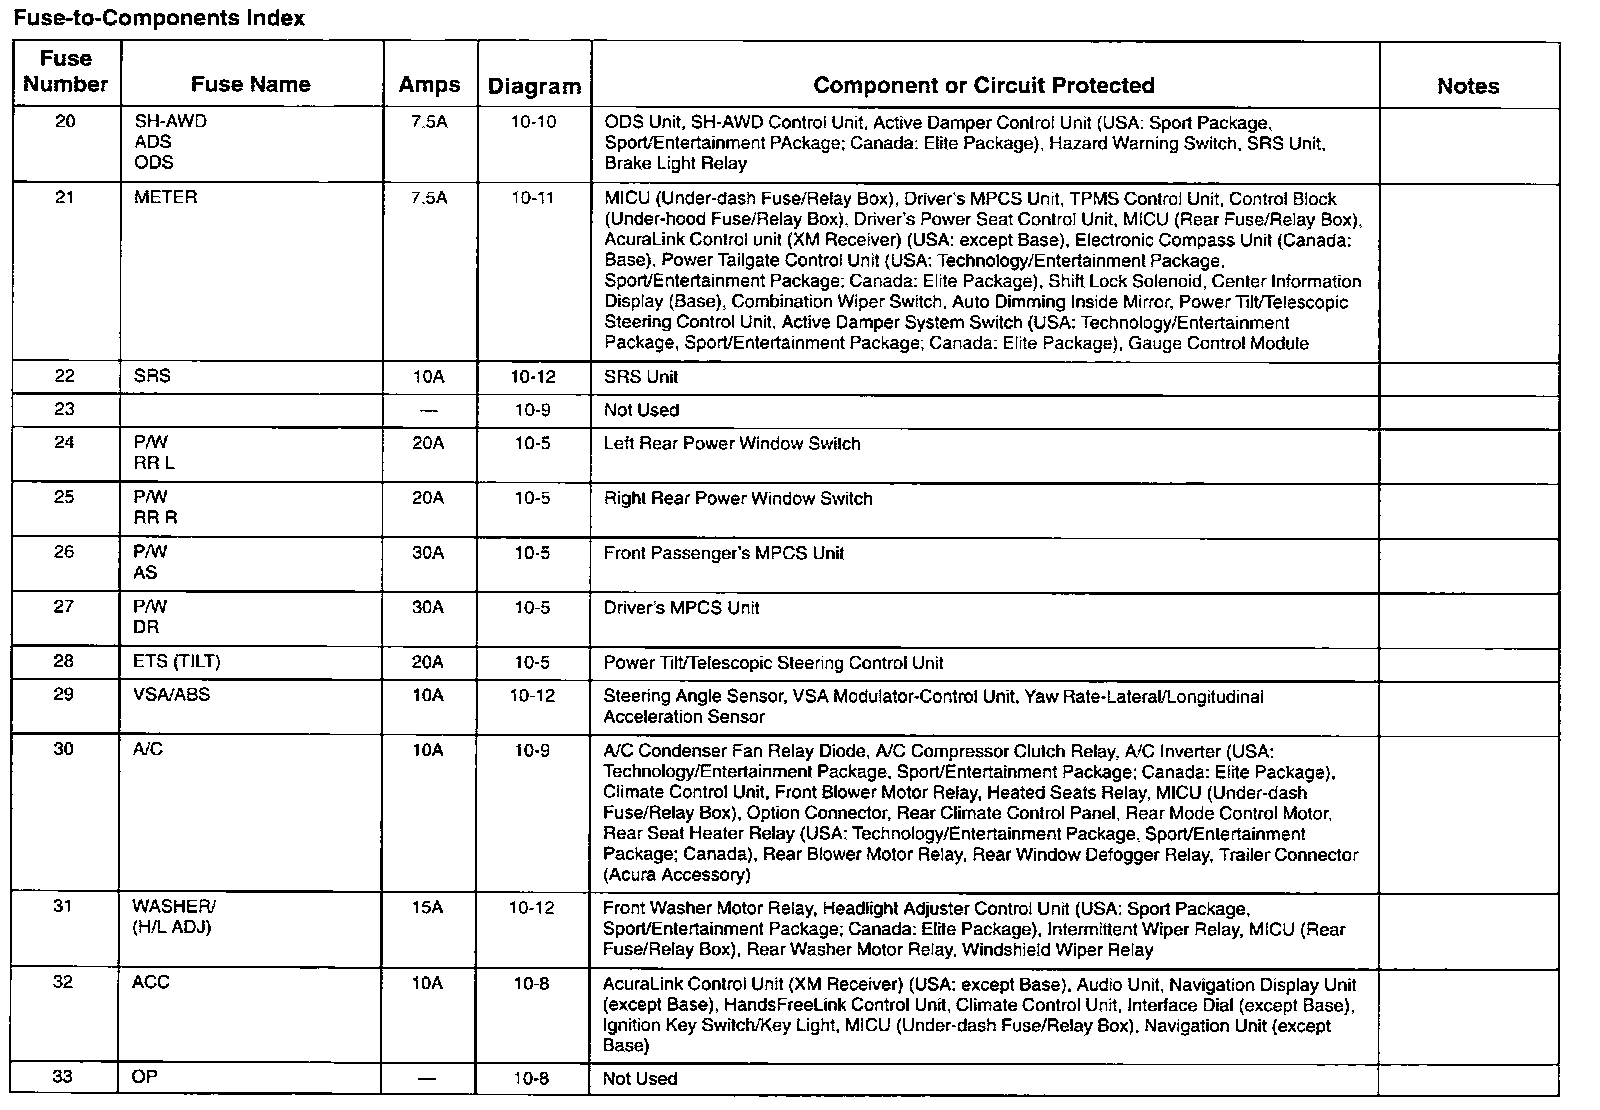 Fuse-to-Components Index
Fuse Number Fuse Name Amps Diagram Component or Circuit Protected Notes
20 SH-AWD 7.5A 10-10 ODS Unit, SH-AWD Control Unit, Active Damper Control Unit (USA: Sport Package,
ADS Sport/Entertainment PAckage; Canada: Elite Package), Hazard Warning Switch, SRS Unit,
ODS Brake Light Relay
21 METER 7.5A 10-11 MICU (Under-dash Fuse/Relay Box), Driver's MPCS Unit, TPMS Control Unit, Control Block
(Under-hood Fuse/Relay Box), Driver's Power Seat Control Unit, MICU (Rear Fuse/Relay Box),
AcuraLink Control unit (XM Receiver) (USA: except Base), Electronic Compass Unit (Canada:
Base), Power Tailgate Control Unit (USA: Technology/Entertainment Package,
Sport/Entertainment Package; Canada: Elite Package), Shift Lock Solenoid, Center Information
Display (Base), Combination Wiper Switch, Auto Dimming Inside Mirror, Power Tilt/Telescopic
Steering Control Unit, Active Damper System Switch (USA: Technology/Entertainment
Package, Sport/Entertainment Package; Canada: Elite Package), Gauge Control Module
22 SRS 10A 10-12 SRS Unit
23 — 10-9 Not Used
24 P/W 20A 10-5 Left Rear Power Window Switch
RR L
25 P/W 20A 10-5 Right Rear Power Window Switch
RR R
26 P/W 30A 10-5 Front Passenger's MPCS Unit
AS
27 P/W 30A 10-5 Driver's MPCS Unit
DR
28 ETS (TILT) 20A 10-5 Power Tilt/Telescopic Steering Control Unit
29 VSA/ABS 10A 10-12 Steering Angle Sensor, VSA Modulator-Control Unit, Yaw Rate-Lateral/Longitudinal
Acceleration Sensor
30 A/C 10A 10-9 A/C Condenser Fan Relay Diode, A/C Compressor Clutch Relay, A/C Inverter (USA:
Technology/Entertainment Package, Sport/Entertainment Package; Canada: Elite Package),
Climate Control Unit, Front Blower Motor Relay, Heated Seats Relay, MICU (Under-dash
Fuse/Relay Box), Option Connector, Rear Climate Control Panel, Rear Mode Control Motor,
Rear Seat Heater Relay (USA: Technology/Entertainment Package, Sport/Entertainment
Package; Canada), Rear Blower Motor Relay, Rear Window Defogger Relay, Trailer Connector
(Acura Accessory)
31 WASHER/ 15A 10-12 Front Washer Motor Relay, Headlight Adjuster Control Unit (USA: Sport Package,
(H/L ADJ) Sport/Entertainment Package; Canada: Elite Package), Intermittent Wiper Relay, MICU (Rear
Fuse/Relay Box), Rear Washer Motor Relay, Windshield Wiper Relay
32 ACC 10A 10-8 AcuraLink Control Unit (XM Receiver) (USA: except Base), Audio Unit, Navigation Display Unit
(except Base), HandsFreeLink Control Unit, Climate Control Unit, Interface Dial (except Base),
Ignition Key Switch/Key Light, MICU (Under-dash Fuse/Relay Box), Navigation Unit (except
Base)
33 OP — 10-8 Not Used